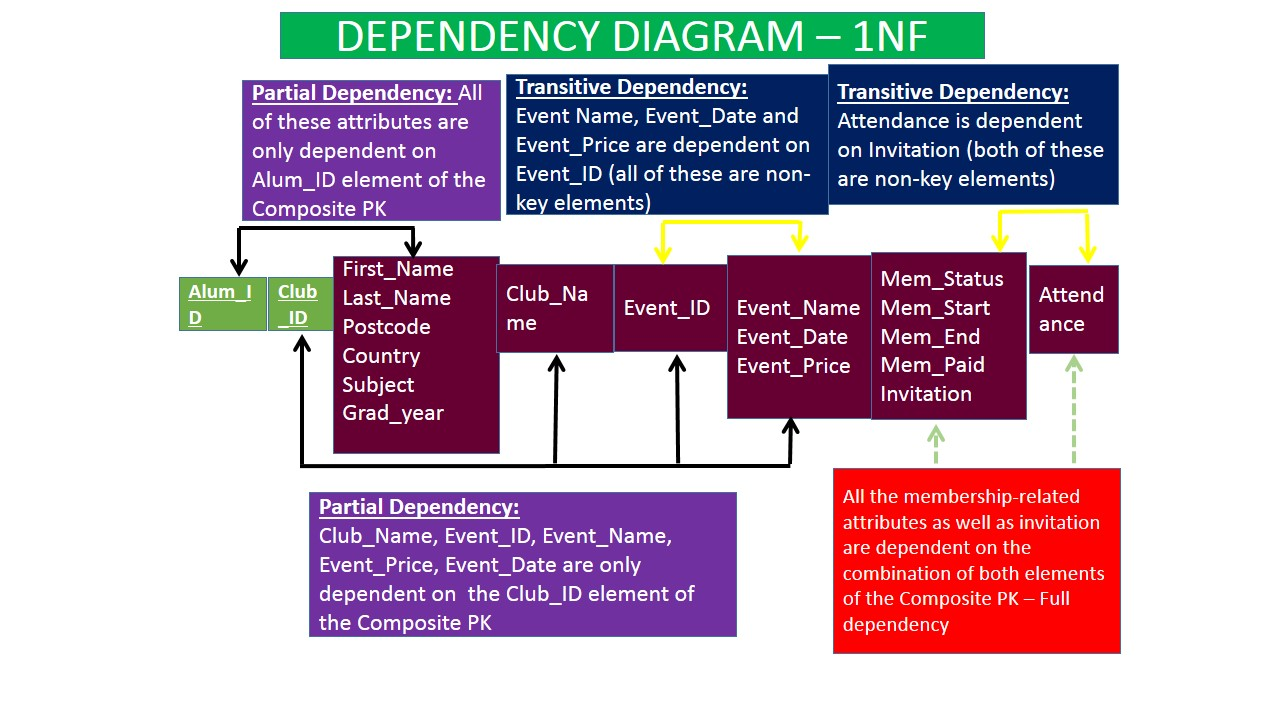 DEPENDENCY DIAGRAM – 1NF
Partial Dependency: All
of these attributes are
only dependent on
Alum_ID element of the
Composite PK
Transitive Dependency:
Event Name, Event_Date and
Event_Price are dependent on
Event_ID (all of these are non-
key elements)
Transitive Dependency:
Attendance is dependent
on Invitation (both of these
are non-key elements)
Alum_I
D
Club
_ID
First_Name
Last_Name
Postcode
Country
Subject
Grad_year
Club_Na
me
Event_ID
Event_Name
Event_Date
Event_Price
Mem_Status
Mem_Start
Mem_End
Mem_Paid
Invitation
Attend
ance
Partial Dependency:
Club_Name, Event_ID, Event_Name,
Event_Price, Event_Date are only
dependent on  the Club_ID element of
the Composite PK
All the membership-related
attributes as well as invitation
are dependent on the
combination of both elements
of the Composite PK – Full
dependency